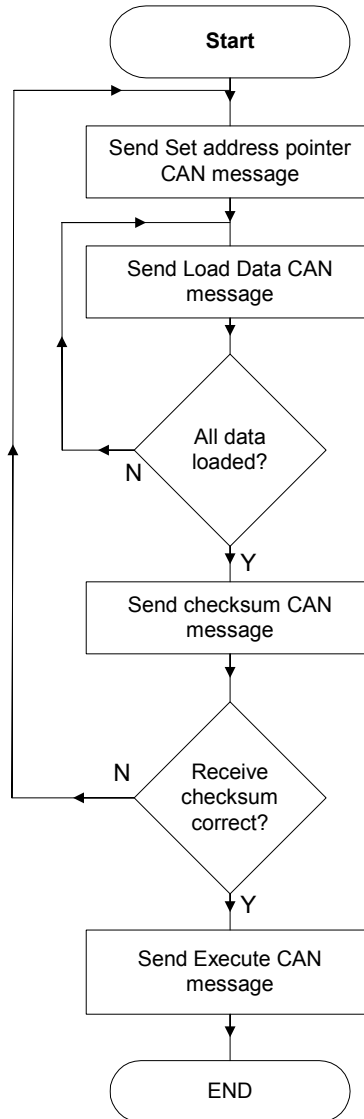 Start
Send Set address pointer
CAN message
Send Load Data CAN
message
All data
loaded?
N
Y
Send checksum CAN
message
N
Receive
checksum
correct?
Y
Send Execute CAN
message
END